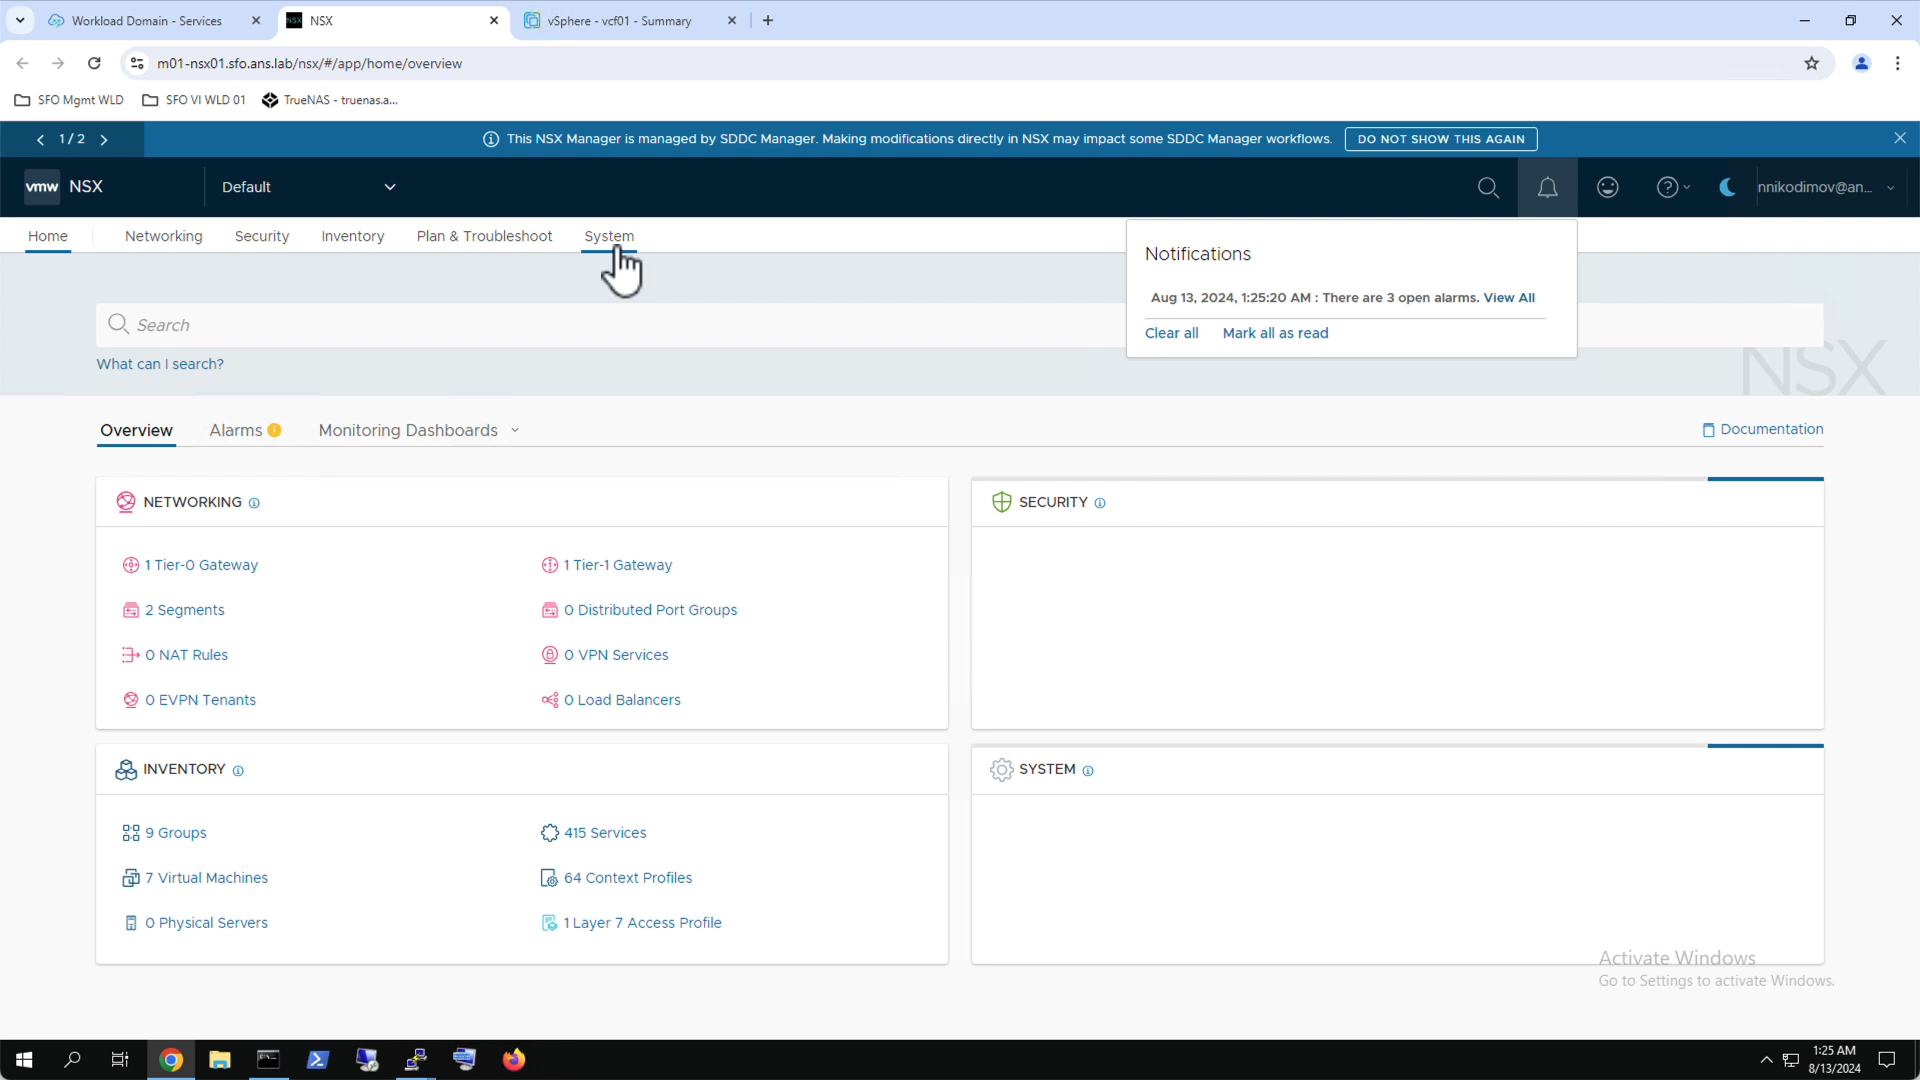 Workload Domain - Services
NSX
vSphere - vcf01 - Summary
m01-nsx01.sfo.ans.lab/nsx/#/app/home/overview
SFO Mgmt WLD
SFO VI WLD 01
TrueNAS - truenas.a...
1 / 2
This NSX Manager is managed by SDDC Manager. Making modifications directly in NSX may impact some SDDC Manager workflows.
DO NOT SHOW THIS AGAIN
vmw NSX
Default
nnikodimov@an...
Home
Networking
Security
Inventory
Plan & Troubleshoot
System
Notifications
Aug 13, 2024, 1:25:20 AM : There are 3 open alarms. View All
Clear all
Mark all as read
Search
What can I search?
NSX
Overview
Alarms
Monitoring Dashboards
Documentation
NETWORKING
1 Tier-0 Gateway
1 Tier-1 Gateway
2 Segments
0 Distributed Port Groups
0 NAT Rules
0 VPN Services
0 EVPN Tenants
0 Load Balancers
SECURITY
INVENTORY
9 Groups
415 Services
7 Virtual Machines
64 Context Profiles
0 Physical Servers
1 Layer 7 Access Profile
SYSTEM
Activate Windows
Go to Settings to activate Windows.
1:25 AM
8/13/2024